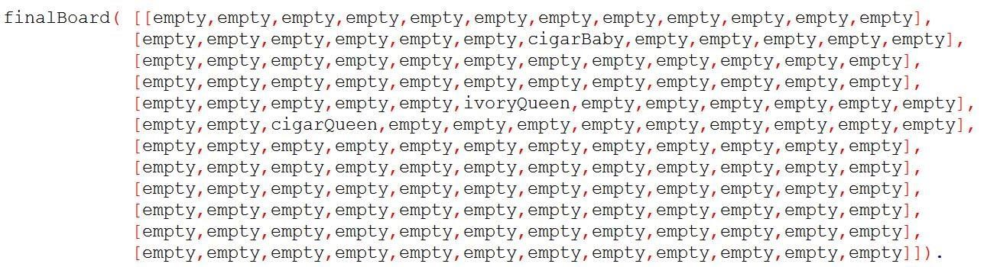 finalBoard( [[empty,empty,empty,empty,empty,empty,empty,empty,empty,empty,empty,empty],
[empty,empty,empty,empty,empty,empty,cigarBaby,empty,empty,empty,empty,empty],
[empty,empty,empty,empty,empty,empty,empty,empty,empty,empty,empty,empty],
[empty,empty,empty,empty,empty,empty,empty,empty,empty,empty,empty,empty],
[empty,empty,empty,empty,empty,ivoryQueen,empty,empty,empty,empty,empty,empty],
[empty,empty,cigarQueen,empty,empty,empty,empty,empty,empty,empty,empty,empty],
[empty,empty,empty,empty,empty,empty,empty,empty,empty,empty,empty,empty],
[empty,empty,empty,empty,empty,empty,empty,empty,empty,empty,empty,empty],
[empty,empty,empty,empty,empty,empty,empty,empty,empty,empty,empty,empty],
[empty,empty,empty,empty,empty,empty,empty,empty,empty,empty,empty,empty],
[empty,empty,empty,empty,empty,empty,empty,empty,empty,empty,empty,empty],
[empty,empty,empty,empty,empty,empty,empty,empty,empty,empty,empty,empty]]).